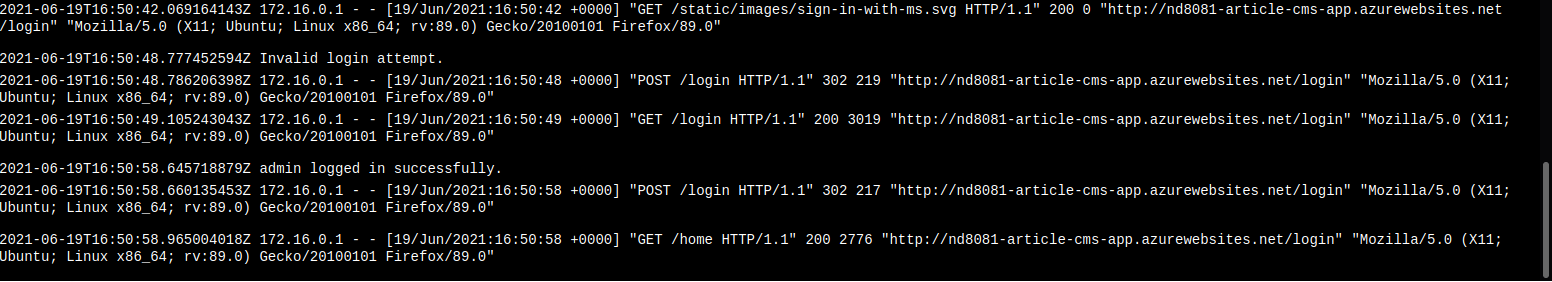 2021-06-19T16:50:42.069164143Z 172.16.0.1 - - [19/Jun/2021:16:50:42 +0000] "GET /static/images/sign-in-with-ms.svg HTTP/1.1" 200 0 "http://nd8081-article-cms-app.azurewebsites.net
/login" "Mozilla/5.0 (X11; Ubuntu; Linux x86_64; rv:89.0) Gecko/20100101 Firefox/89.0"
2021-06-19T16:50:48.777452594Z Invalid login attempt.
2021-06-19T16:50:48.786206398Z 172.16.0.1 - - [19/Jun/2021:16:50:48 +0000] "POST /login HTTP/1.1" 302 219 "http://nd8081-article-cms-app.azurewebsites.net/login" "Mozilla/5.0 (X11;
Ubuntu; Linux x86_64; rv:89.0) Gecko/20100101 Firefox/89.0"
2021-06-19T16:50:49.105243043Z 172.16.0.1 - - [19/Jun/2021:16:50:49 +0000] "GET /login HTTP/1.1" 200 3019 "http://nd8081-article-cms-app.azurewebsites.net/login" "Mozilla/5.0 (X11;
Ubuntu; Linux x86_64; rv:89.0) Gecko/20100101 Firefox/89.0"
2021-06-19T16:50:58.645718879Z admin logged in successfully.
2021-06-19T16:50:58.660135453Z 172.16.0.1 - - [19/Jun/2021:16:50:58 +0000] "POST /login HTTP/1.1" 302 217 "http://nd8081-article-cms-app.azurewebsites.net/login" "Mozilla/5.0 (X11;
Ubuntu; Linux x86_64; rv:89.0) Gecko/20100101 Firefox/89.0"
2021-06-19T16:50:58.965004018Z 172.16.0.1 - - [19/Jun/2021:16:50:58 +0000] "GET /home HTTP/1.1" 200 2776 "http://nd8081-article-cms-app.azurewebsites.net/login" "Mozilla/5.0 (X11;
Ubuntu; Linux x86_64; rv:89.0) Gecko/20100101 Firefox/89.0"